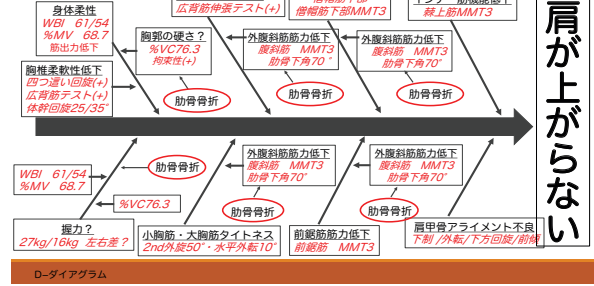 身体柔性
WBI 61/54
%MV 68.7
筋出力低下
広背筋伸張テスト(+)
僧帽筋下部MMT3
棘上筋MMT3
胸郭の硬さ?
%VC76.3
拘束性(+)
外腹斜筋筋力低下
腹斜筋 MMT3
肋骨下角70°
外腹斜筋筋力低下
腹斜筋 MMT3
肋骨下角70°
胸椎柔軟性低下
四つ這い回旋(+)
広背筋テスト(+)
体幹回旋25/35°
肋骨骨折
肋骨骨折
肋骨骨折
肩が上がらない
肋骨骨折
WBI 61/54
%MV 68.7
%VC76.3
外腹斜筋筋力低下
腹斜筋 MMT3
肋骨下角70°
外腹斜筋筋力低下
腹斜筋 MMT3
肋骨下角70°
肋骨骨折
肋骨骨折
握力?
27kg/16kg 左右差?
小胸筋・大胸筋タイトネス
2nd外旋50°・水平外転10°
前鋸筋筋力低下
前鋸筋 MMT3
肩甲骨アライメント不良
下制/外転/下方回旋/前傾
D−ダイアグラム